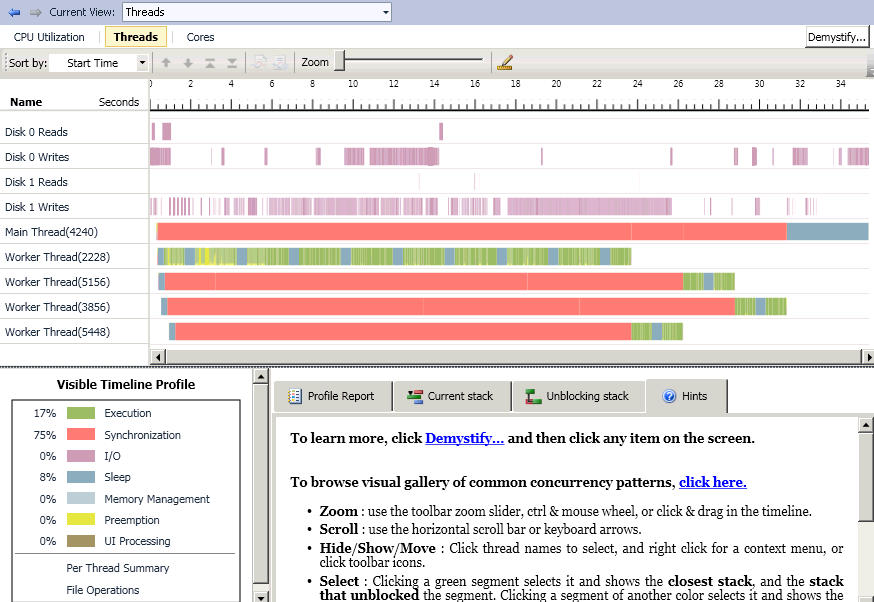 Current View: Threads
CPU Utilization Threads Cores Demystify...
Sort by: Start Time Zoom
Name Seconds 0 2 4 6 8 10 12 14 16 18 20 22 24 26 28 30 32 34
Disk 0 Reads
Disk 0 Writes
Disk 1 Reads
Disk 1 Writes
Main Thread(4240)
Worker Thread(2228)
Worker Thread(5156)
Worker Thread(3856)
Worker Thread(5448)
Visible Timeline Profile
17% Execution
75% Synchronization
0% I/O
8% Sleep
0% Memory Management
0% Preemption
0% UI Processing
Per Thread Summary
File Operations
Profile Report Current stack Unblocking stack Hints
To learn more, click Demystify... and then click any item on the screen.
To browse visual gallery of common concurrency patterns, click here.
• Zoom : use the toolbar zoom slider, ctrl & mouse wheel, or click & drag in the timeline.
• Scroll : use the horizontal scroll bar or keyboard arrows.
• Hide/Show/Move : Click thread names to select, and right click for a context menu, or
click toolbar icons.
• Select : Clicking a green segment selects it and shows the closest stack, and the stack
that unblocked the segment. Clicking a segment of another color selects it and shows the